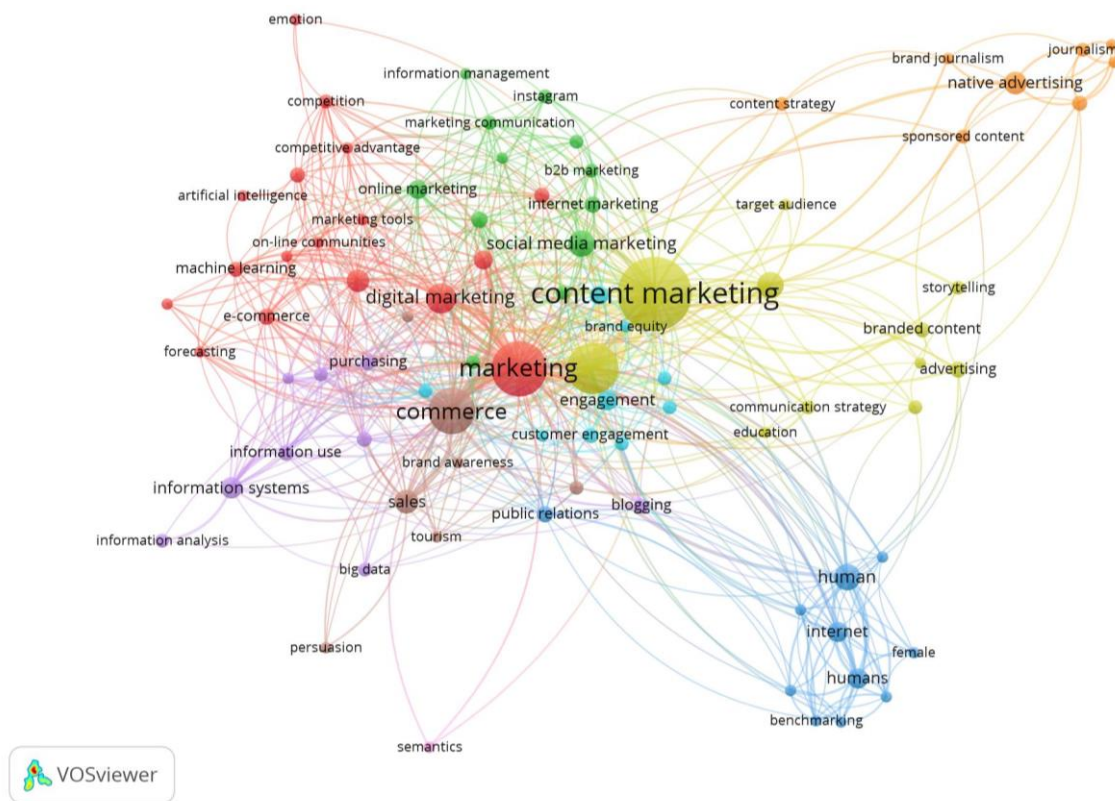 emotion
journalism
brand journalism
information management
native advertising
instagram
competition
content strategy
marketing communication
sponsored content
competitive advantage
b2b marketing
online marketing
artificial intelligence
internet marketing
target audience
marketing tools
on-line communities
social media marketing
machine learning
storytelling
content marketing
digital marketing
e-commerce
brand equity
branded content
forecasting
purchasing
marketing
advertising
engagement
commerce
communication strategy
customer engagement
education
information use
brand awareness
information systems
sales
blogging
public relations
tourism
information analysis
big data
human
internet
persuasion
female
humans
benchmarking
semantics
VOSviewer